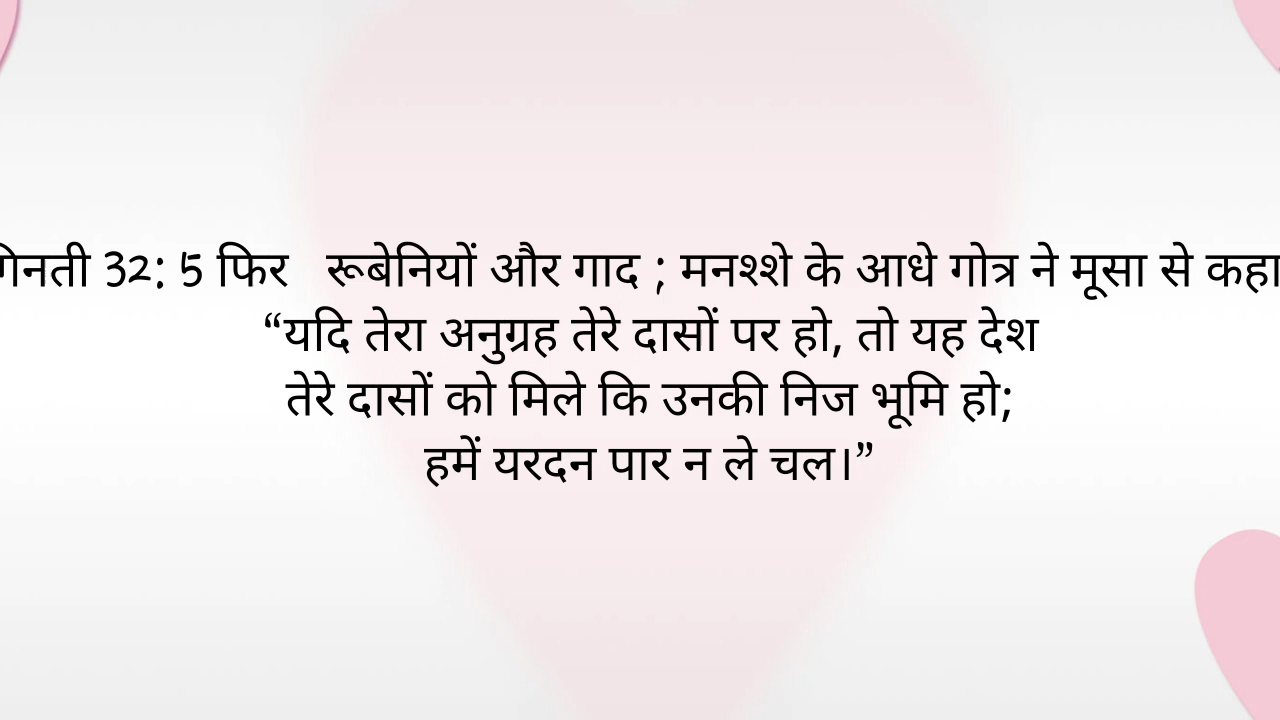 गिनती 32: 5 फिर रूबेनियों और गाद ; मनश्शे के आधे गोत्र ने मूसा से कहा
“यदि तेरा अनुग्रह तेरे दासों पर हो, तो यह देश
तेरे दासों को मिले कि उनकी निज भूमि हो;
हमें यरदन पार न ले चल।”